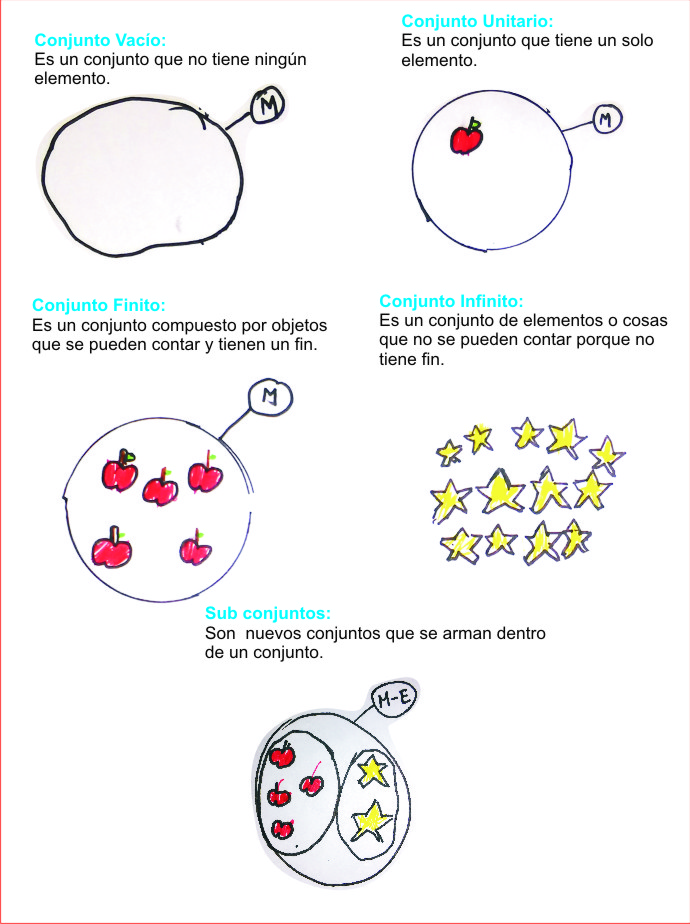 Conjunto Vacío:
Es un conjunto que no tiene ningún
elemento.
M
Conjunto Unitario:
Es un conjunto que tiene un solo
elemento.
M
Conjunto Finito:
Es un conjunto compuesto por objetos
que se pueden contar y tienen un fin.
M
Conjunto Infinito:
Es un conjunto de elementos o cosas
que no se pueden contar porque no
tiene fin.
Sub conjuntos:
Son nuevos conjuntos que se arman dentro
de un conjunto.
M-E